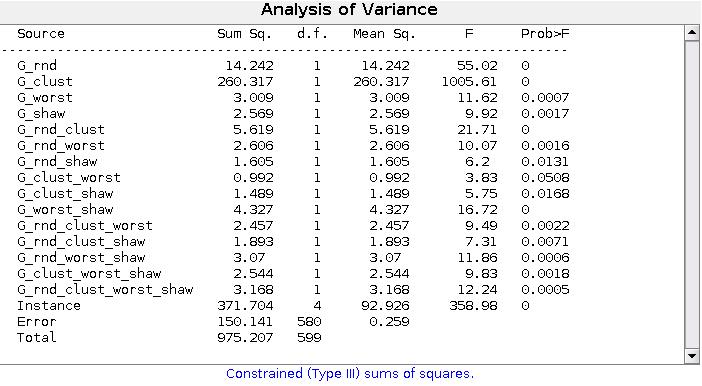 Analysis of Variance
Source Sum Sq. d.f. Mean Sq. F Prob>F
G_rnd 14.242 1 14.242 55.02 0
G_clust 260.317 1 260.317 1005.61 0
G_worst 3.009 1 3.009 11.62 0.0007
G_shaw 2.569 1 2.569 9.92 0.0017
G_rnd_clust 5.619 1 5.619 21.71 0
G_rnd_worst 2.606 1 2.606 10.07 0.0016
G_rnd_shaw 1.605 1 1.605 6.2 0.0131
G_clust_worst 0.992 1 0.992 3.83 0.0508
G_clust_shaw 1.489 1 1.489 5.75 0.0168
G_worst_shaw 4.327 1 4.327 16.72 0
G_rnd_clust_worst 2.457 1 2.457 9.49 0.0022
G_rnd_clust_shaw 1.893 1 1.893 7.31 0.0071
G_rnd_worst_shaw 3.07 1 3.07 11.86 0.0006
G_clust_worst_shaw 2.544 1 2.544 9.83 0.0018
G_rnd_clust_worst_shaw 3.168 1 3.168 12.24 0.0005
Instance 371.704 4 92.926 358.98 0
Error 150.141 580 0.259
Total 975.207 599
Constrained (Type III) sums of squares.